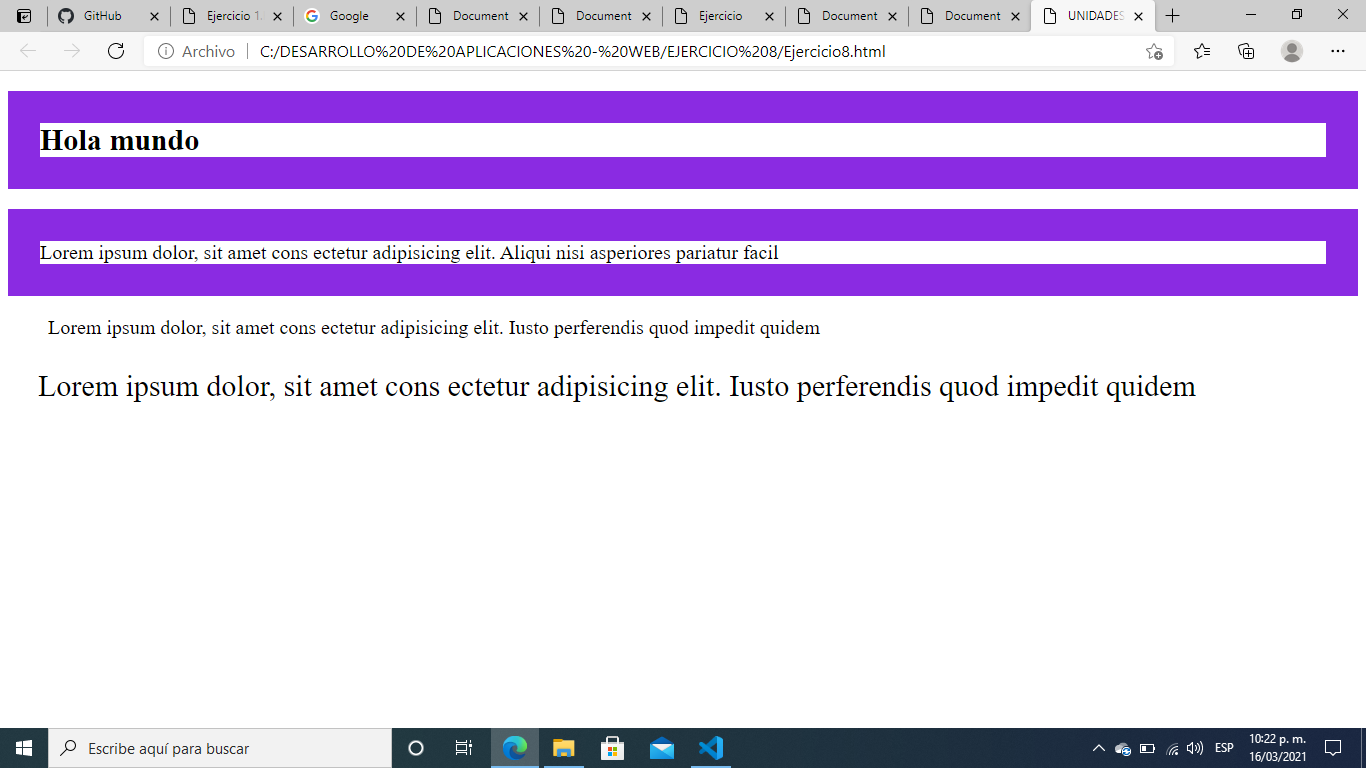 GitHub
Ejercicio 1.
Google
Document
Document
Ejercicio
Document
Document
UNIDADES
Archivo
C:/DESARROLLO%20DE%20APLICACIONES%20-%20WEB/EJERCICIO%208/Ejercicio8.html
Hola mundo
Lorem ipsum dolor, sit amet cons ectetur adipisicing elit. Aliqui nisi asperiores pariatur facil
Lorem ipsum dolor, sit amet cons ectetur adipisicing elit. Iusto perferendis quod impedit quidem
Lorem ipsum dolor, sit amet cons ectetur adipisicing elit. Iusto perferendis quod impedit quidem
Escribe aquí para buscar
ESP
10:22 p. m.
16/03/2021